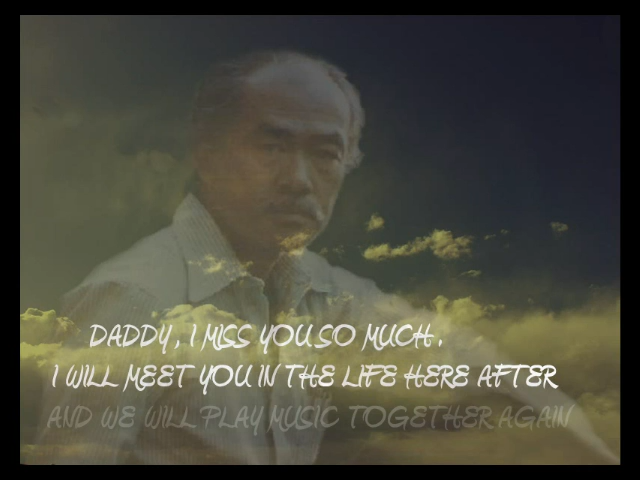 DADDY, I MISS YOU SO MUCH.
I WILL MEET YOU IN THE LIFE HERE AFTER
AND WE WILL PLAY MUSIC TOGETHER AGAIN